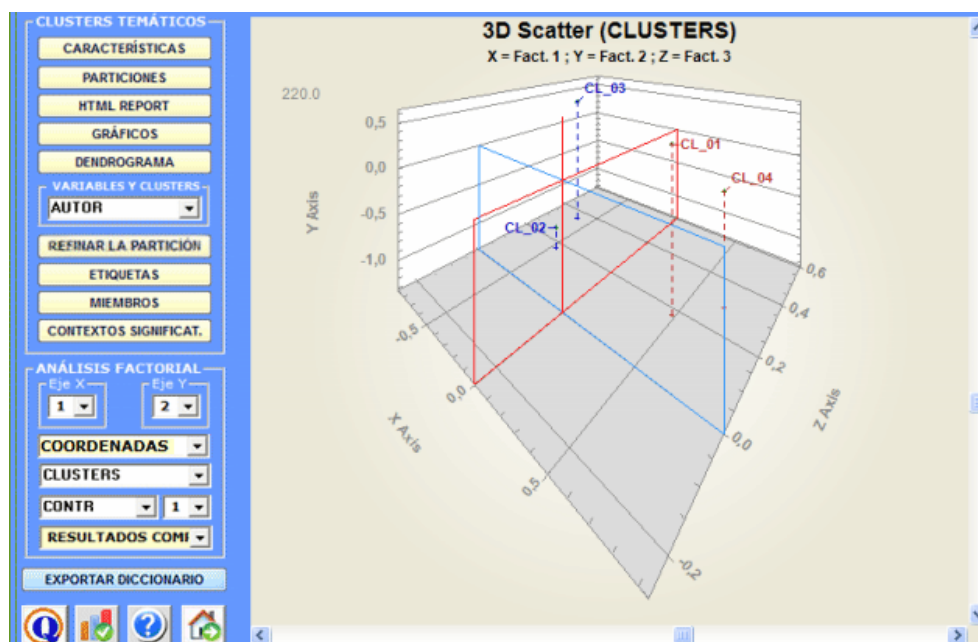 CLUSTERS TEMÁTICOS
CARACTERÍSTICAS
PARTICIONES
HTML REPORT
GRÁFICOS
DENDROGRAMA
VARIABLES Y CLUSTERS
AUTOR
REFINAR LA PARTICIÓN
ETIQUETAS
MIEMBROS
CONTEXTOS SIGNIFICAT.
ANÁLISIS FACTORIAL
Eje X
Eje Y
1
2
COORDENADAS
CLUSTERS
CONTR
1
RESULTADOS COMI
EXPORTAR DICCIONARIO
Q
?
3D Scatter (CLUSTERS)
X = Fact. 1 ; Y = Fact. 2 ; Z = Fact. 3
220.0
0,5
0,0
-0,5
-1,0
Y Axis
CL_03
CL_01
CL_04
CL_02
-0,5
0,0
0,5
X Axis
0,6
0,4
0,2
0,0
-0,2
Z Axis